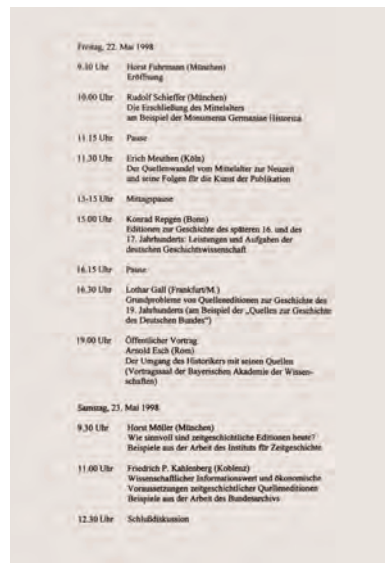 Freitag, 22. Mai 1998
9.30 Uhr Horst Fuhrmann (München)
Eröffnung
10.00 Uhr Rudolf Schieffer (München)
Die Erschließung des Mittelalters
am Beispiel der Monumenta Germaniae Historica
11.15 Uhr Pause
11.30 Uhr Erich Meuthen (Köln)
Der Quellenwandel vom Mittelalter zur Neuzeit
und seine Folgen für die Kunst der Publikation
13-15 Uhr Mittagspause
15.00 Uhr Konrad Repgen (Bonn)
Editionen zur Geschichte des späteren 16. und des
17. Jahrhunderts: Leistungen und Aufgaben der
deutschen Geschichtswissenschaft
16.15 Uhr Pause
16.30 Uhr Lothar Gall (Frankfurt/M.)
Grundprobleme von Quelleneditionen zur Geschichte des
19. Jahrhunderts (am Beispiel der „Quellen zur Geschichte
des Deutschen Bundes“)
19.00 Uhr Öffentlicher Vortrag
Arnold Esch (Rom)
Der Umgang des Historikers mit seinen Quellen
(Vortragssaal der Bayerischen Akademie der Wissen-
schaften)
Samstag, 23. Mai 1998
9.30 Uhr Horst Möller (München)
Wie sinnvoll sind zeitgeschichtliche Editionen heute?
Beispiele aus der Arbeit des Instituts für Zeitgeschichte
11.00 Uhr Friedrich P. Kahlenberg (Koblenz)
Wissenschaftlicher Informationswert und ökonomische
Voraussetzungen zeitgeschichtlicher Quelleneditionen
Beispiele aus der Arbeit des Bundesarchivs
12.30 Uhr Schlußdiskussion